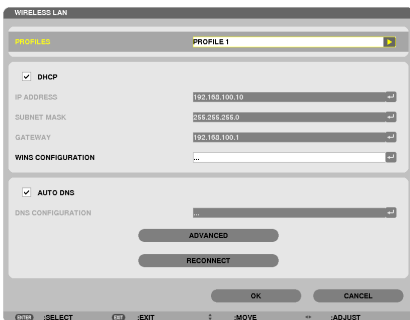 WIRELESS LAN
PROFILES PROFILE 1
DHCP
IP ADDRESS 192.168.100.10
SUBNET MASK 255.255.255.0
GATEWAY 192.168.100.1
WINS CONFIGURATION ...
AUTO DNS
DNS CONFIGURATION ...
ADVANCED
RECONNECT
OK CANCEL
ENTER :SELECT EXIT :EXIT :MOVE :ADJUST